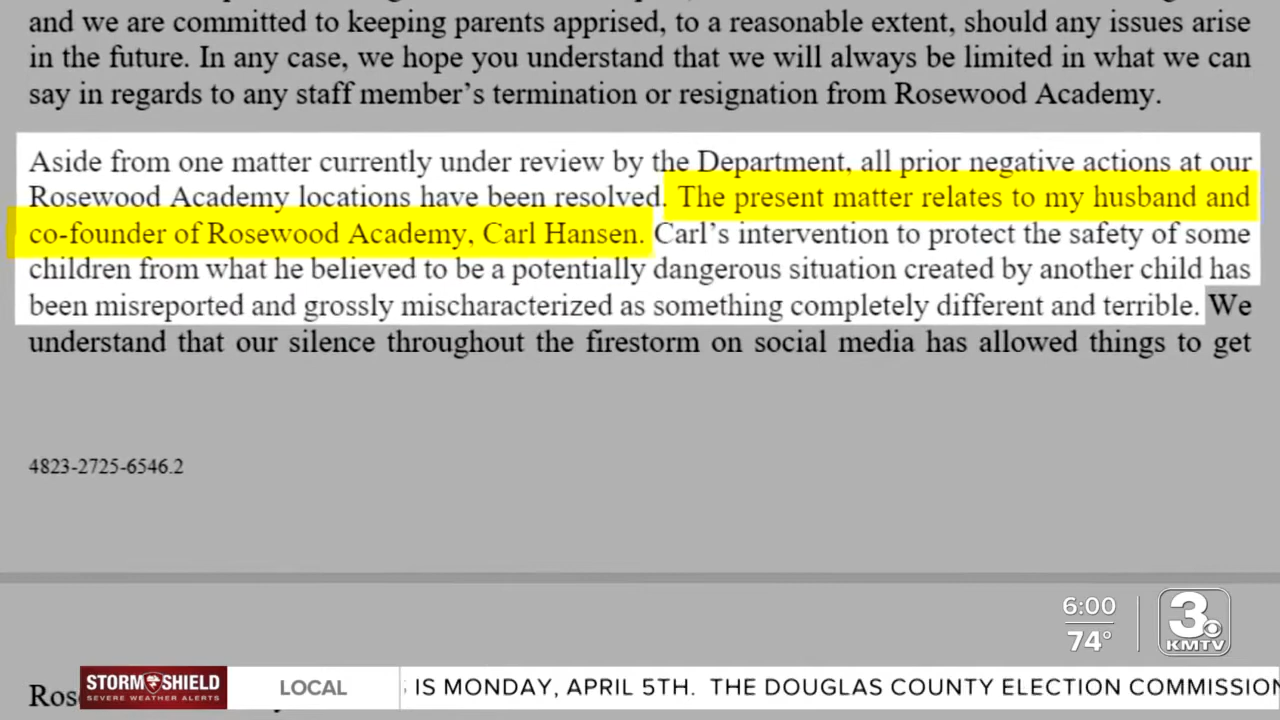 and we are committed to keeping parents apprised, to a reasonable extent, should any issues arise
in the future. In any case, we hope you understand that we will always be limited in what we can
say in regards to any staff member’s termination or resignation from Rosewood Academy.
Aside from one matter currently under review by the Department, all prior negative actions at our
Rosewood Academy locations have been resolved. The present matter relates to my husband and
co-founder of Rosewood Academy, Carl Hansen. Carl’s intervention to protect the safety of some
children from what he believed to be a potentially dangerous situation created by another child has
been misreported and grossly mischaracterized as something completely different and terrible. We
understand that our silence throughout the firestorm on social media has allowed things to get
4823-2725-6546.2
6:00
74°
3
KMTV
STORM SHIELD
SEVERE WEATHER ALERTS
LOCAL
; IS MONDAY, APRIL 5TH. THE DOUGLAS COUNTY ELECTION COMMISSION
Ros